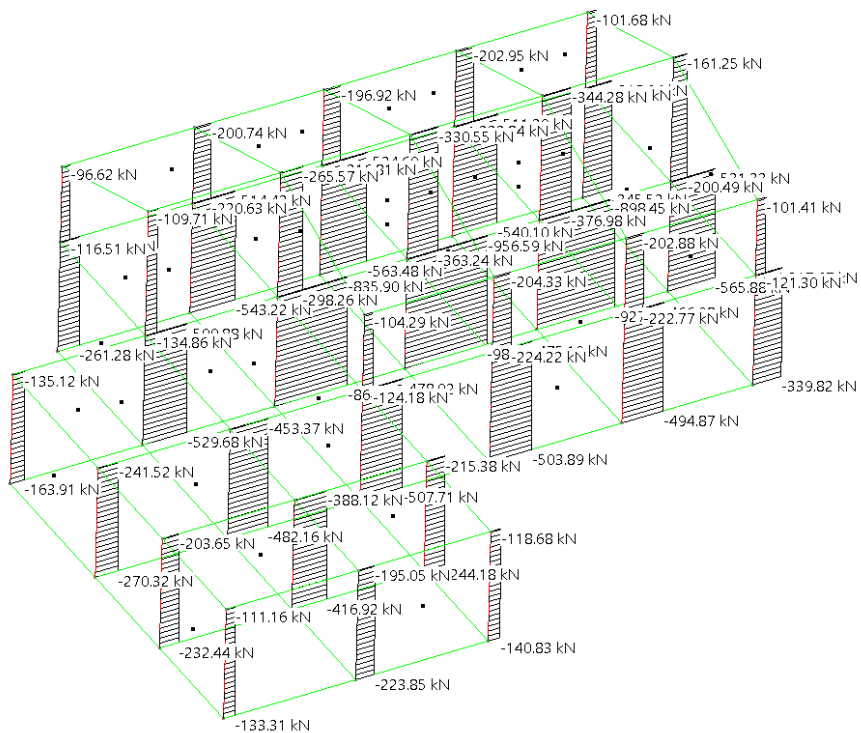 -101.68 kN
-202.95 kN
-161.25 kN
-196.92 kN
-344.28 kN
-200.74 kN
-330.55 kN
-96.62 kN
-265.57 kN
-200.49 kN
-220.63 kN
-109.71 kN
-376.98 kN
-898.45 kN
-101.41 kN
-116.51 kN
-540.10 kN
-956.59 kN
-202.88 kN
-363.24 kN
-563.48 kN
-204.33 kN
-835.90 kN
-565.88
-121.30 kN
-298.26 kN
-543.22 kN
-104.29 kN
-222.77 kN
-134.86 kN
-261.28 kN
-224.22 kN
-135.12 kN
-339.82 kN
-124.18 kN
-494.87 kN
-453.37 kN
-529.68 kN
-503.89 kN
-215.38 kN
-241.52 kN
-163.91 kN
-388.12 kN
-507.71 kN
-482.16 kN
-118.68 kN
-203.65 kN
-195.05 kN
244.18 kN
-270.32 kN
-111.16 kN
-416.92 kN
-140.83 kN
-232.44 kN
-223.85 kN
-133.31 kN